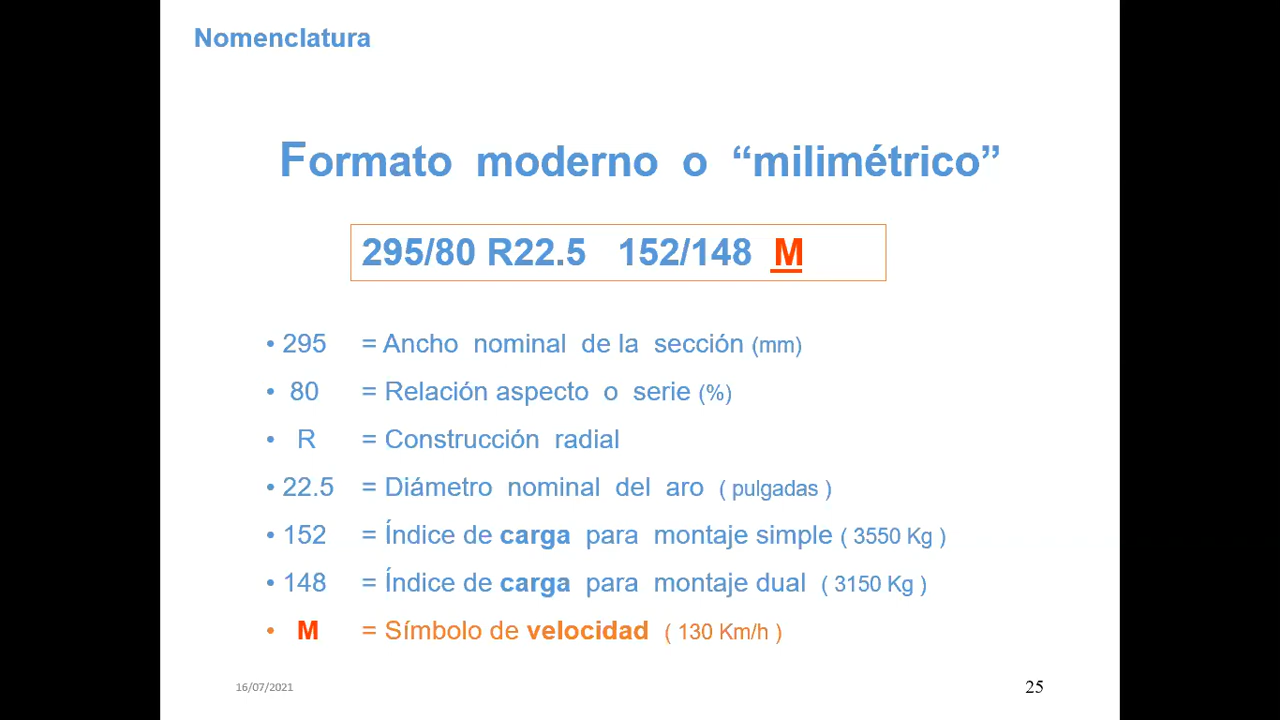 Nomenclatura
Formato moderno o “milimétrico”
295/80 R22.5 152/148 M
• 295 = Ancho nominal de la sección (mm)
• 80 = Relación aspecto o serie (%)
• R = Construcción radial
• 22.5 = Diámetro nominal del aro ( pulgadas )
• 152 = Índice de carga para montaje simple ( 3550 Kg )
• 148 = Índice de carga para montaje dual ( 3150 Kg )
• M = Símbolo de velocidad ( 130 Km/h )
16/07/2021
25